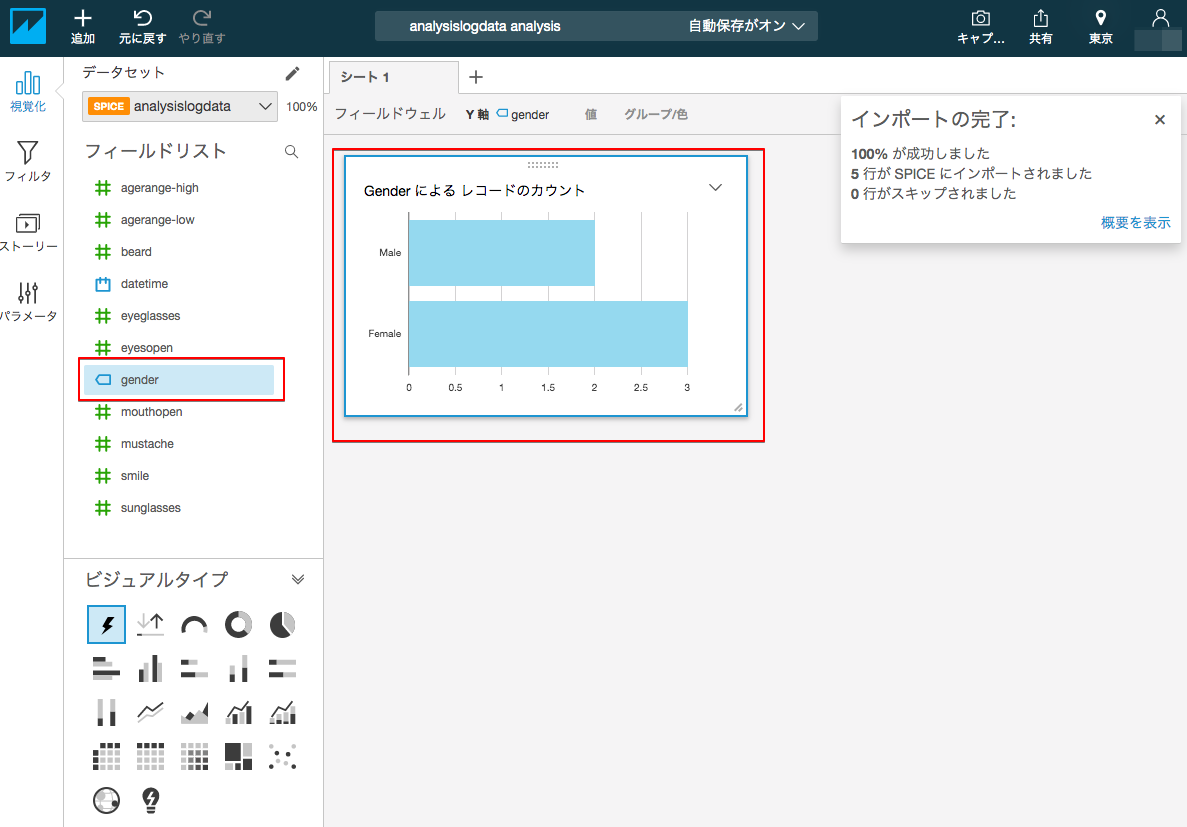 追加
元に戻す
やり直す
analysislogdata analysis
自動保存がオン
キャプ...
共有
東京
視覚化
フィルタ
ストーリー
パラメータ
データセット
SPICE analysislogdata 100%
フィールドリスト
agerange-high
agerange-low
beard
datetime
eyeglasses
eyesopen
gender
mouthopen
mustache
smile
sunglasses
ビジュアルタイプ
シート 1
フィールドウェル Y 軸 gender 値 グループ/色
Gender による レコードのカウント
Male
Female
0 0.5 1 1.5 2 2.5 3
インポートの完了:
100% が成功しました
5 行が SPICE にインポートされました
0 行がスキップされました
概要を表示